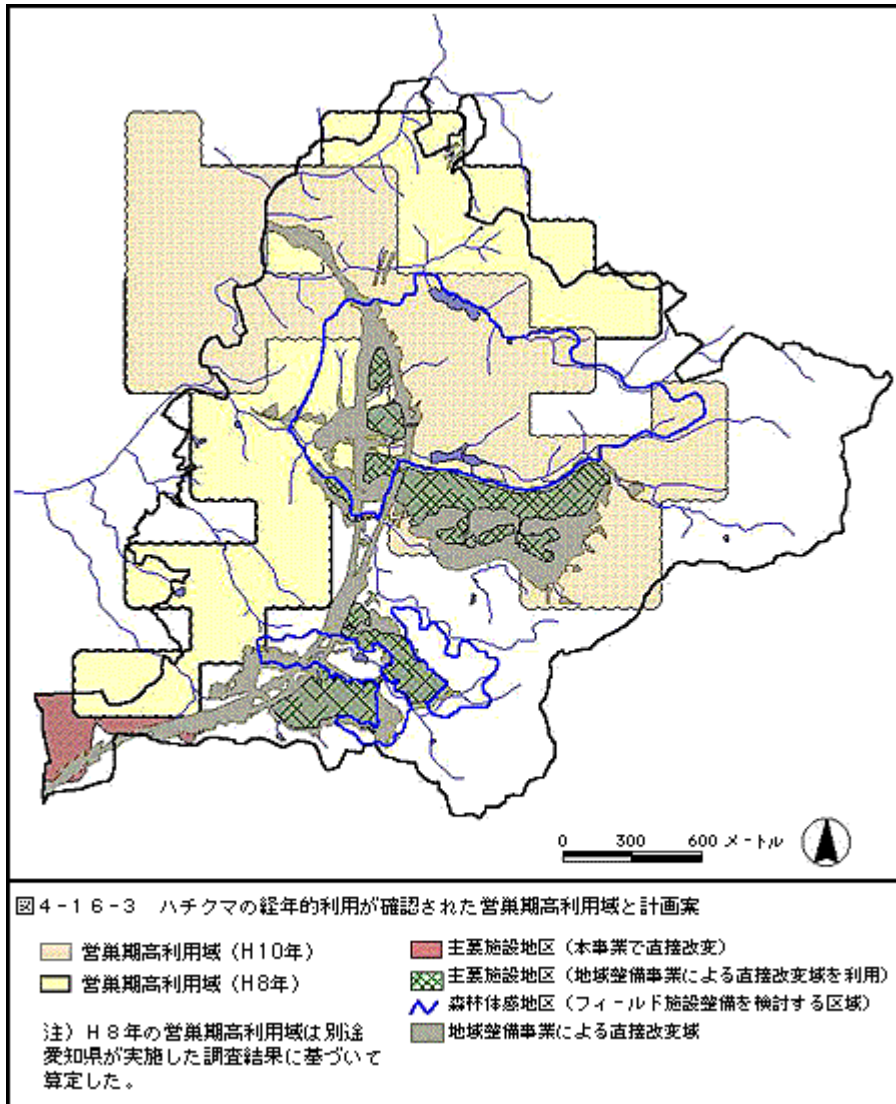 0 300 600 メートル
図4-16-3 ハチクマの経年的利用が確認された営巣期高利用域と計画案
営巣期高利用域（H10年）
営巣期高利用域（H8年）
注）H8年の営巣期高利用域は別途
愛知県が実施した調査結果に基づいて
算定した。
主要施設地区（本事業で直接改変）
主要施設地区（地域整備事業による直接改変域を利用）
森林体感地区（フィールド施設整備を検討する区域）
地域整備事業による直接改変域